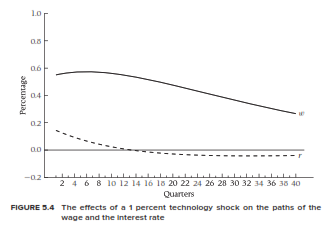 1.0
0.8
0.6
0.4
0.2
0.0
−0.2
Percentage
w
r
2 4 6 8 10 12 14 16 18 20 22 24 26 28 30 32 34 36 38 40
Quarters
FIGURE 5.4 The effects of a 1 percent technology shock on the paths of the
wage and the interest rate